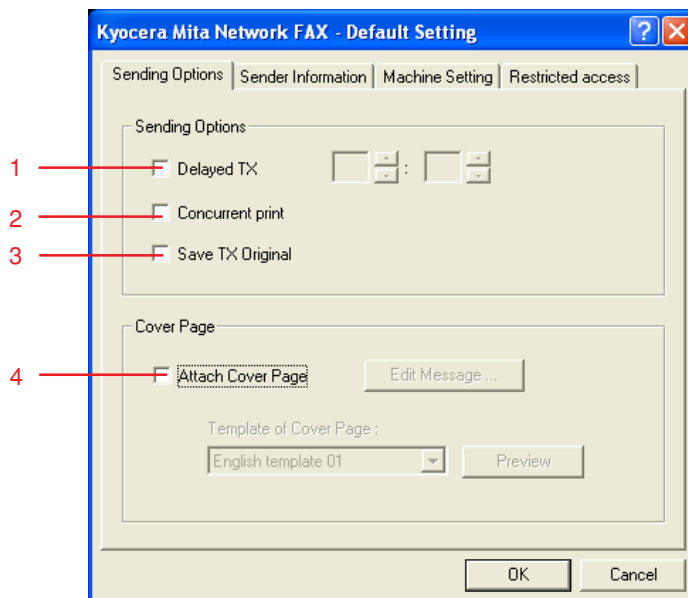 Kyocera Mita Network FAX - Default Setting
Sending Options Sender Information Machine Setting Restricted access
Sending Options
1 Delayed TX :
2 Concurrent print
3 Save TX Original
Cover Page
4 Attach Cover Page Edit Message ...
Template of Cover Page :
English template 01 Preview
OK Cancel